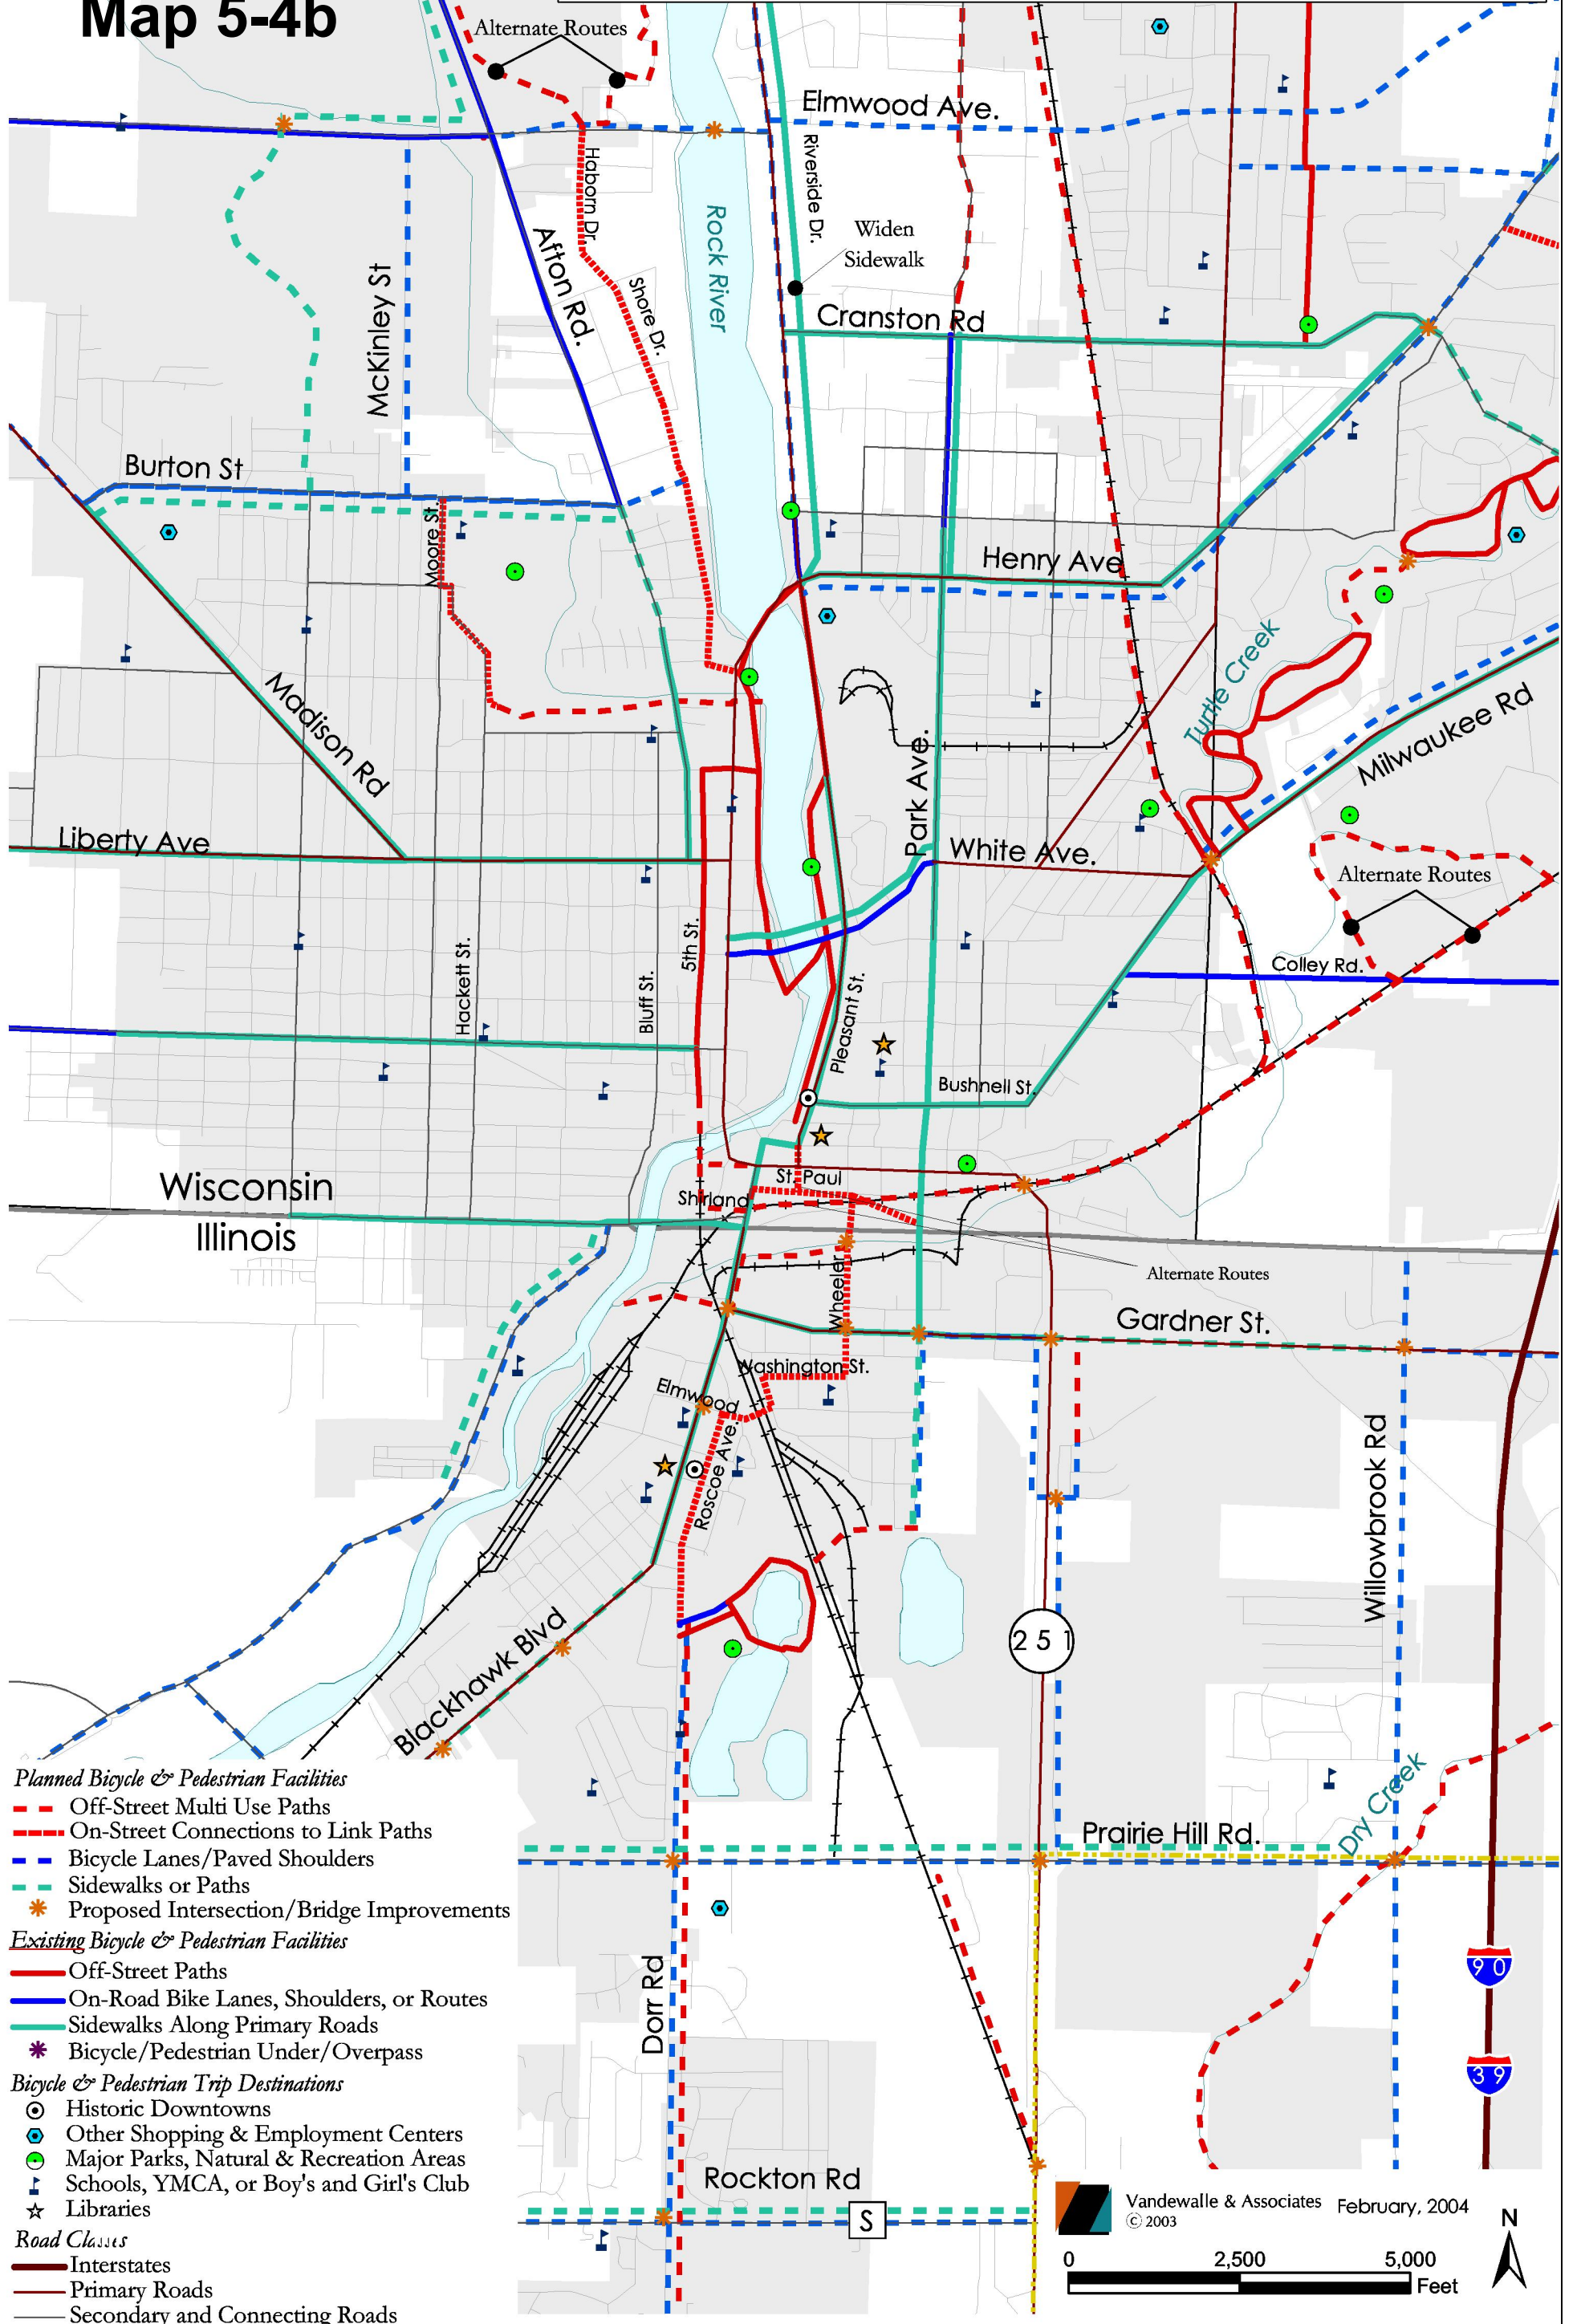 Map 5-4b
Alternate Routes
Elmwood Ave.
Haborn Dr.
Riverside Dr.
Rock River
Widen
Sidewalk
Afton Rd.
McKinley St
Shore Dr.
Cranston Rd
Burton St
Moore St.
Henry Ave
Turtle Creek
Madison Rd
Milwaukee Rd
Park Ave.
Liberty Ave
White Ave.
Alternate Routes
5th St.
Hackett St.
Bluff St.
Colley Rd.
Pleasant St.
Bushnell St.
Wisconsin
St. Paul
Shirland
Illinois
Alternate Routes
Wheeler
Gardner St.
Washington St.
Elmwood
Roscoe Ave.
Willowbrook Rd
251
Blackhawk Blvd
Dry Creek
Prairie Hill Rd.
Planned Bicycle & Pedestrian Facilities
Off-Street Multi Use Paths
On-Street Connections to Link Paths
Bicycle Lanes/Paved Shoulders
Sidewalks or Paths
Proposed Intersection/Bridge Improvements
Existing Bicycle & Pedestrian Facilities
Off-Street Paths
On-Road Bike Lanes, Shoulders, or Routes
Sidewalks Along Primary Roads
Bicycle/Pedestrian Under/Overpass
Bicycle & Pedestrian Trip Destinations
Historic Downtowns
Other Shopping & Employment Centers
Major Parks, Natural & Recreation Areas
Schools, YMCA, or Boy's and Girl's Club
Libraries
Road Classes
Interstates
Primary Roads
Secondary and Connecting Roads
Dorr Rd
90
39
Rockton Rd
S
Vandewalle & Associates February, 2004
© 2003
N
0 2,500 5,000
Feet